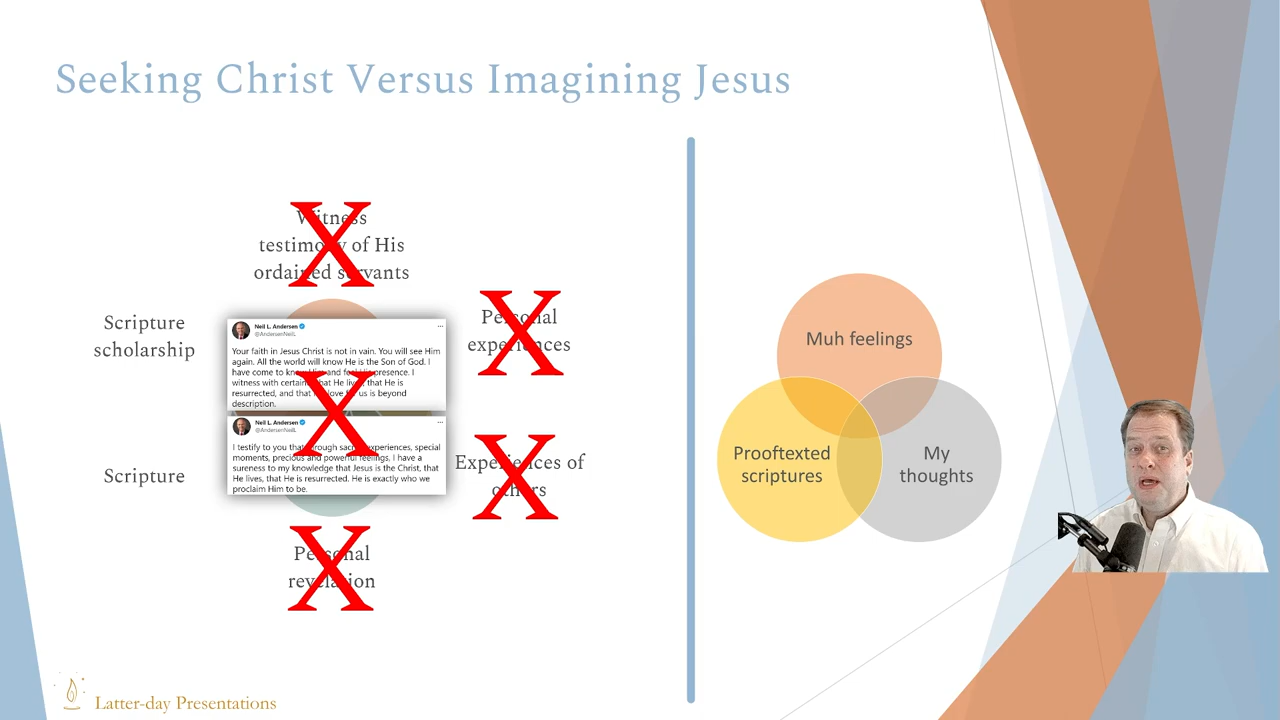 Seeking Christ Versus Imagining Jesus
X
Witness
testimony of His
ordained servants
X
Personal
experiences
Scripture
scholarship
Neil L. Andersen
@AndersenNeilL
Your faith in Jesus Christ is not in vain. You will see Him
again. All the world will know He is the Son of God. I
have come to know Him and feel His presence. I
witness with certainty that He lives, that He is
resurrected, and that His love for us is beyond
description.
X
Neil L. Andersen
@AndersenNeilL
I testify to you that through sacred experiences, special
moments, precious and powerful feelings, I have a
sureness to my knowledge that Jesus is the Christ, that
He lives, that He is resurrected. He is exactly who we
proclaim Him to be.
Scripture
X
Experiences of
others
X
Personal
revelation
Muh feelings
Prooftexted
scriptures
My
thoughts
Latter-day Presentations